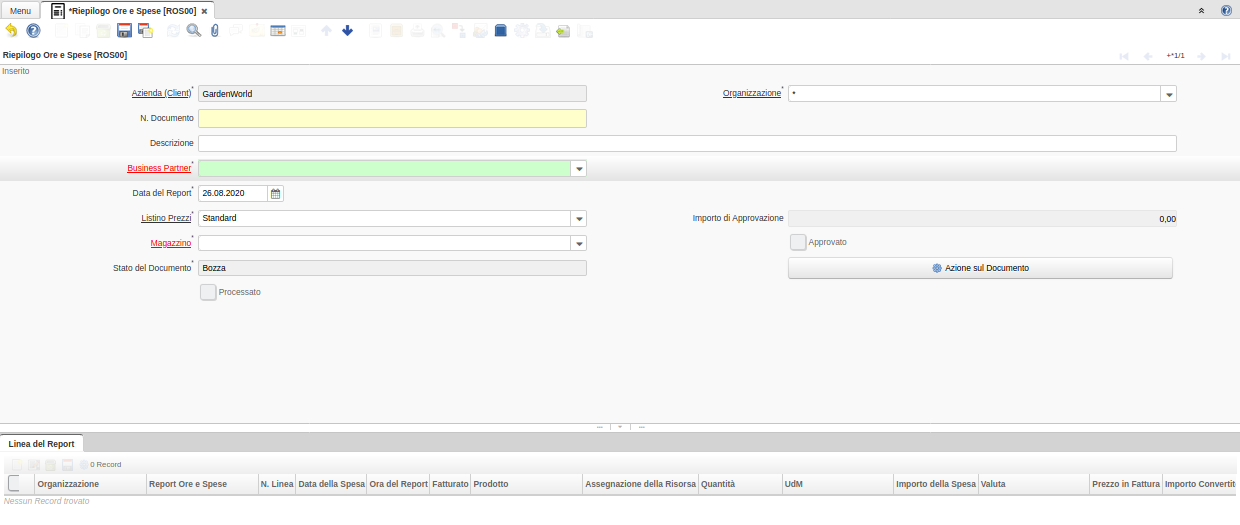 Menu *Riepilogo Ore e Spese [ROS00]
Riepilogo Ore e Spese [ROS00] +*1/1
Inserito
Azienda (Client)* GardenWorld Organizzazione* *
N. Documento
Descrizione
Business Partner*
Data del Report* 26.08.2020
Listino Prezzi* Standard Importo di Approvazione 0,00
Magazzino* Approvato
Stato del Documento* Bozza Azione sul Documento
Processato
Linea del Report
0 Record
Organizzazione Report Ore e Spese N. Linea Data della Spesa Ora del Report Fatturato Prodotto Assegnazione della Risorsa Quantità UdM Importo della Spesa Valuta Prezzo in Fattura Importo Convertit
Nessun Record trovato